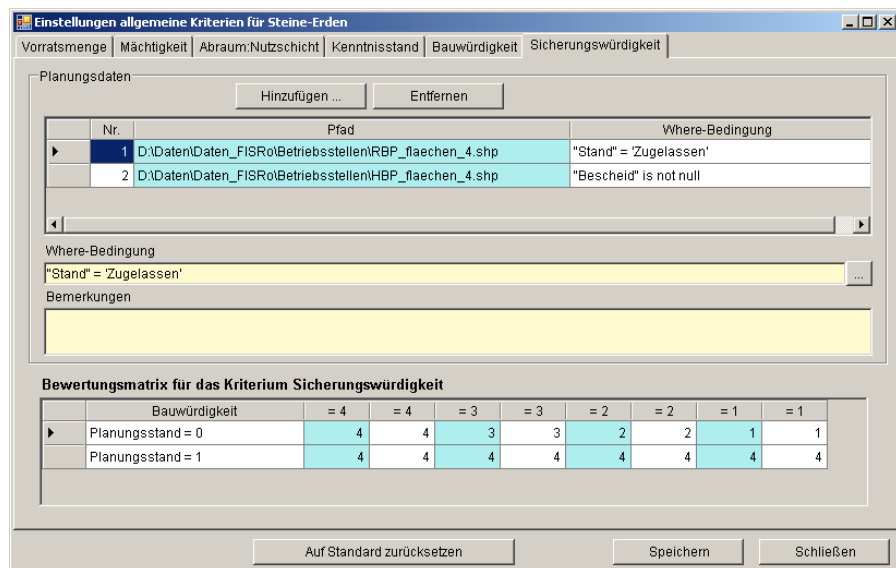 Einstellungen allgemeine Kriterien für Steine-Erden
Vorratsmenge Mächtigkeit Abraum:Nutzschicht Kenntnisstand Bauwürdigkeit Sicherungswürdigkeit
Planungsdaten
Hinzufügen ... Entfernen
Nr. Pfad Where-Bedingung
1 D:\Daten\Daten_FISRo\Betriebsstellen\RBP_flaechen_4.shp "Stand" = 'Zugelassen'
2 D:\Daten\Daten_FISRo\Betriebsstellen\HBP_flaechen_4.shp "Bescheid" is not null
Where-Bedingung
"Stand" = 'Zugelassen' ...
Bemerkungen
Bewertungsmatrix für das Kriterium Sicherungswürdigkeit
Bauwürdigkeit = 4 = 4 = 3 = 3 = 2 = 2 = 1 = 1
Planungsstand = 0 4 4 3 3 2 2 1 1
Planungsstand = 1 4 4 4 4 4 4 4 4
Auf Standard zurücksetzen Speichern Schließen